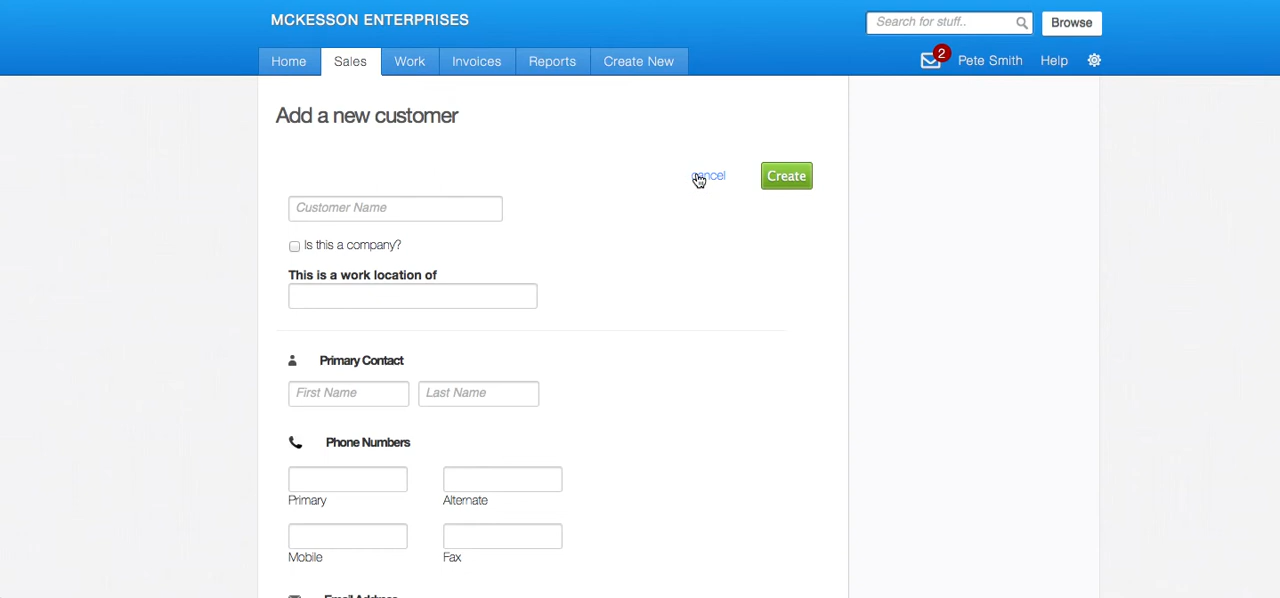 MCKESSON ENTERPRISES
Search for stuff..
Browse
Home
Sales
Work
Invoices
Reports
Create New
2
Pete Smith
Help
Add a new customer
cancel
Create
Customer Name
Is this a company?
This is a work location of
Primary Contact
First Name
Last Name
Phone Numbers
Primary
Alternate
Mobile
Fax
Email Address